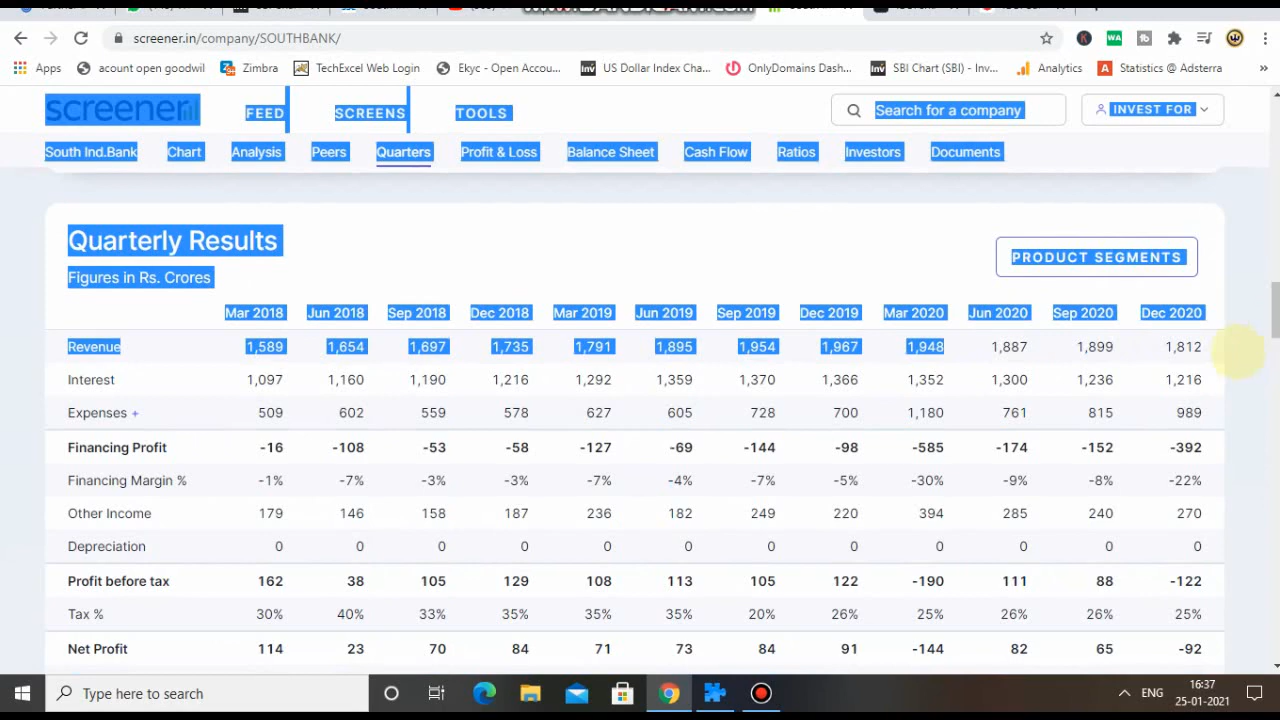 screener.in/company/SOUTHBANK/
Apps acount open goodwil Zimbra TechExcel Web Login Ekyc - Open Accou... US Dollar Index Cha... OnlyDomains Dash... SBI Chart (SBI) - Inv... Analytics Statistics @ Adsterra »
screener FEED SCREENS TOOLS Search for a company INVEST FOR
South Ind.Bank Chart Analysis Peers Quarters Profit & Loss Balance Sheet Cash Flow Ratios Investors Documents
Quarterly Results
PRODUCT SEGMENTS
Figures in Rs. Crores
Mar 2018 Jun 2018 Sep 2018 Dec 2018 Mar 2019 Jun 2019 Sep 2019 Dec 2019 Mar 2020 Jun 2020 Sep 2020 Dec 2020
Revenue 1,589 1,654 1,697 1,735 1,791 1,895 1,954 1,967 1,948 1,887 1,899 1,812
Interest 1,097 1,160 1,190 1,216 1,292 1,359 1,370 1,366 1,352 1,300 1,236 1,216
Expenses + 509 602 559 578 627 605 728 700 1,180 761 815 989
Financing Profit -16 -108 -53 -58 -127 -69 -144 -98 -585 -174 -152 -392
Financing Margin % -1% -7% -3% -3% -7% -4% -7% -5% -30% -9% -8% -22%
Other Income 179 146 158 187 236 182 249 220 394 285 240 270
Depreciation 0 0 0 0 0 0 0 0 0 0 0 0
Profit before tax 162 38 105 129 108 113 105 122 -190 111 88 -122
Tax % 30% 40% 33% 35% 35% 35% 20% 26% 25% 26% 26% 25%
Net Profit 114 23 70 84 71 73 84 91 -144 82 65 -92
Type here to search ENG 16:37
25-01-2021